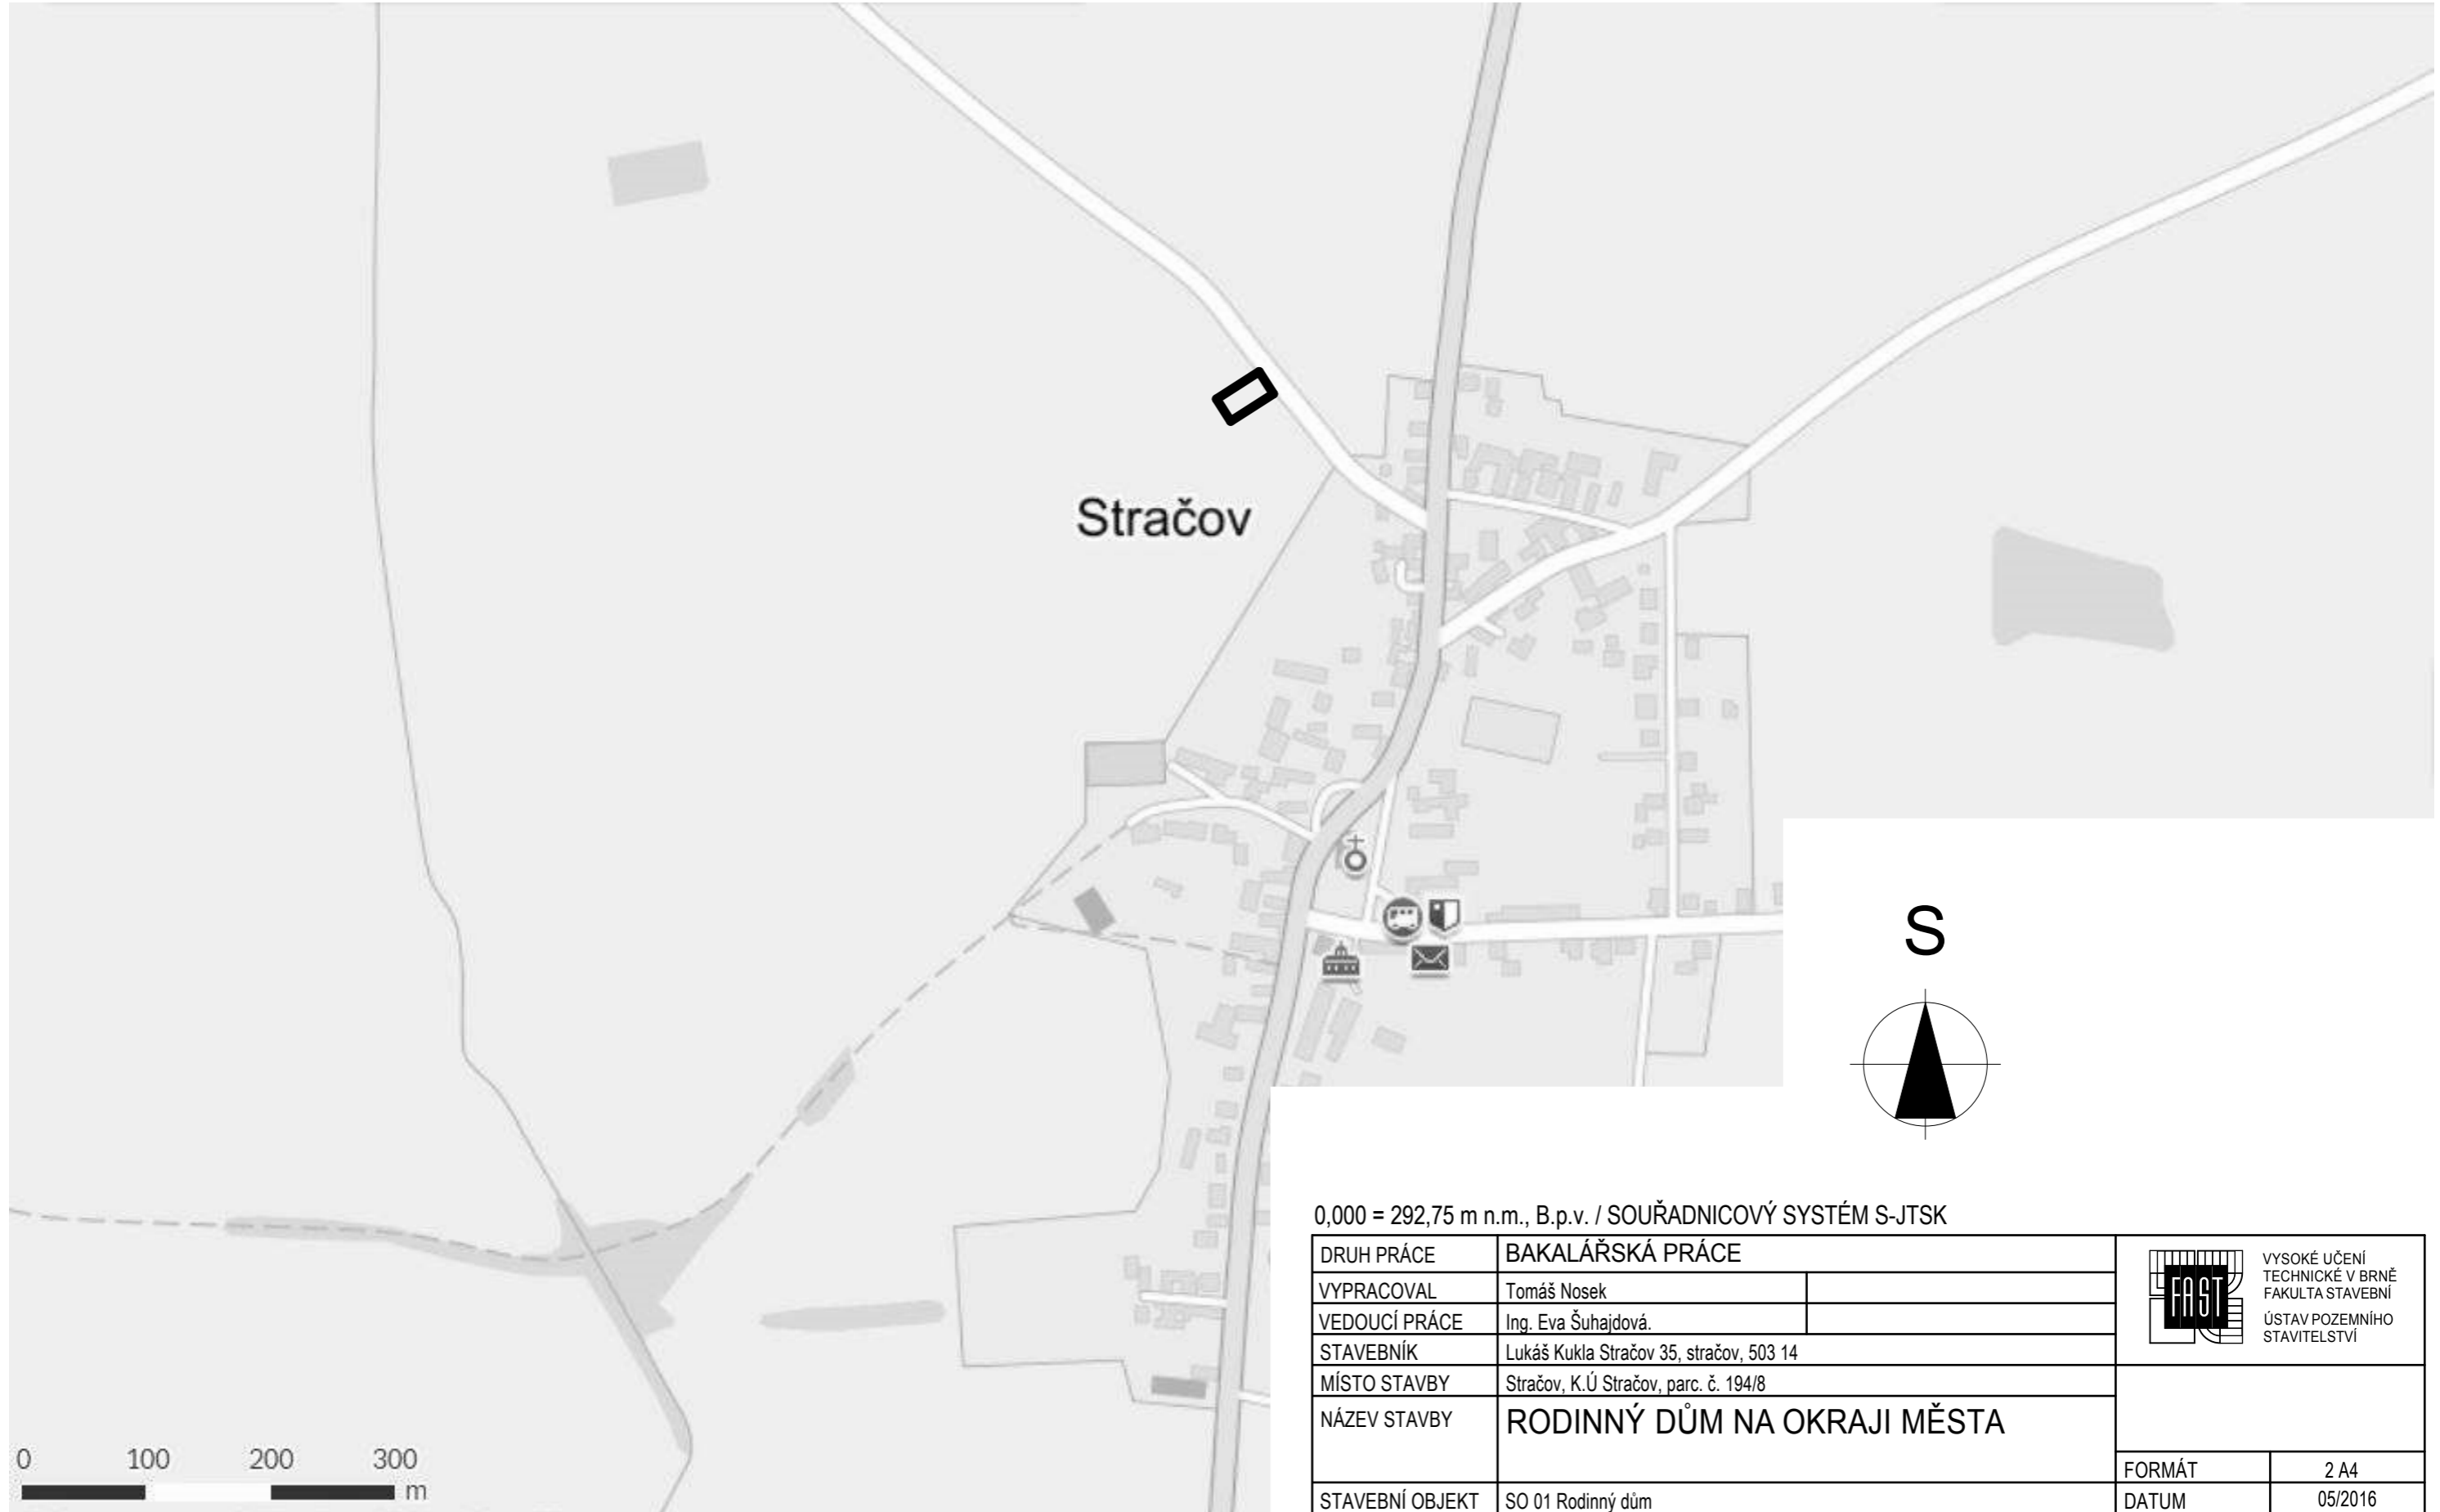 Stračov
S
0 100 200 300
m
0,000 = 292,75 m n.m., B.p.v. / SOUŘADNICOVÝ SYSTÉM S-JTSK
DRUH PRÁCE BAKALÁŘSKÁ PRÁCE
VYPRACOVAL Tomáš Nosek
VEDOUCÍ PRÁCE Ing. Eva Šuhajdová.
STAVEBNÍK Lukáš Kukla Stračov 35, stračov, 503 14
MÍSTO STAVBY Stračov, K.Ú Stračov, parc. č. 194/8
NÁZEV STAVBY RODINNÝ DŮM NA OKRAJI MĚSTA
STAVEBNÍ OBJEKT SO 01 Rodinný dům
FAST
VYSOKÉ UČENÍ
TECHNICKÉ V BRNĚ
FAKULTA STAVEBNÍ
ÚSTAV POZEMNÍHO
STAVITELSTVÍ
FORMÁT 2 A4
DATUM 05/2016